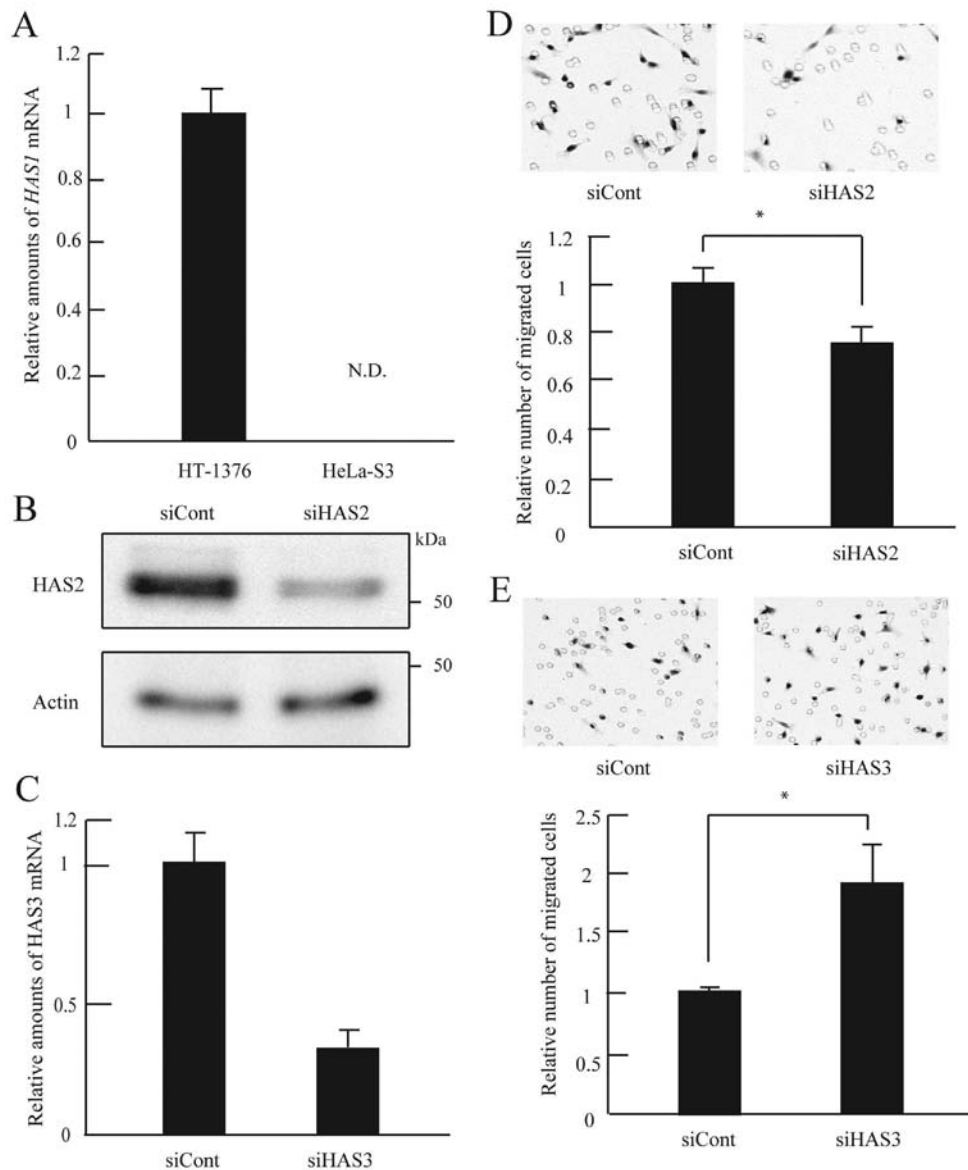 A
Relative amounts of HAS1 mRNA
1.2
1
0.8
0.6
0.4
0.2
0
N.D.
HT-1376 HeLa-S3
B
siCont siHAS2
kDa
HAS2
50
50
Actin
C
Relative amounts of HAS3 mRNA
1.2
1
0.5
0
siCont siHAS3
D
siCont siHAS2
*
Relative number of migrated cells
1.2
1
0.8
0.6
0.4
0.2
0
siCont siHAS2
E
siCont siHAS3
*
Relative number of migrated cells
2.5
2
1.5
1
0.5
0
siCont siHAS3